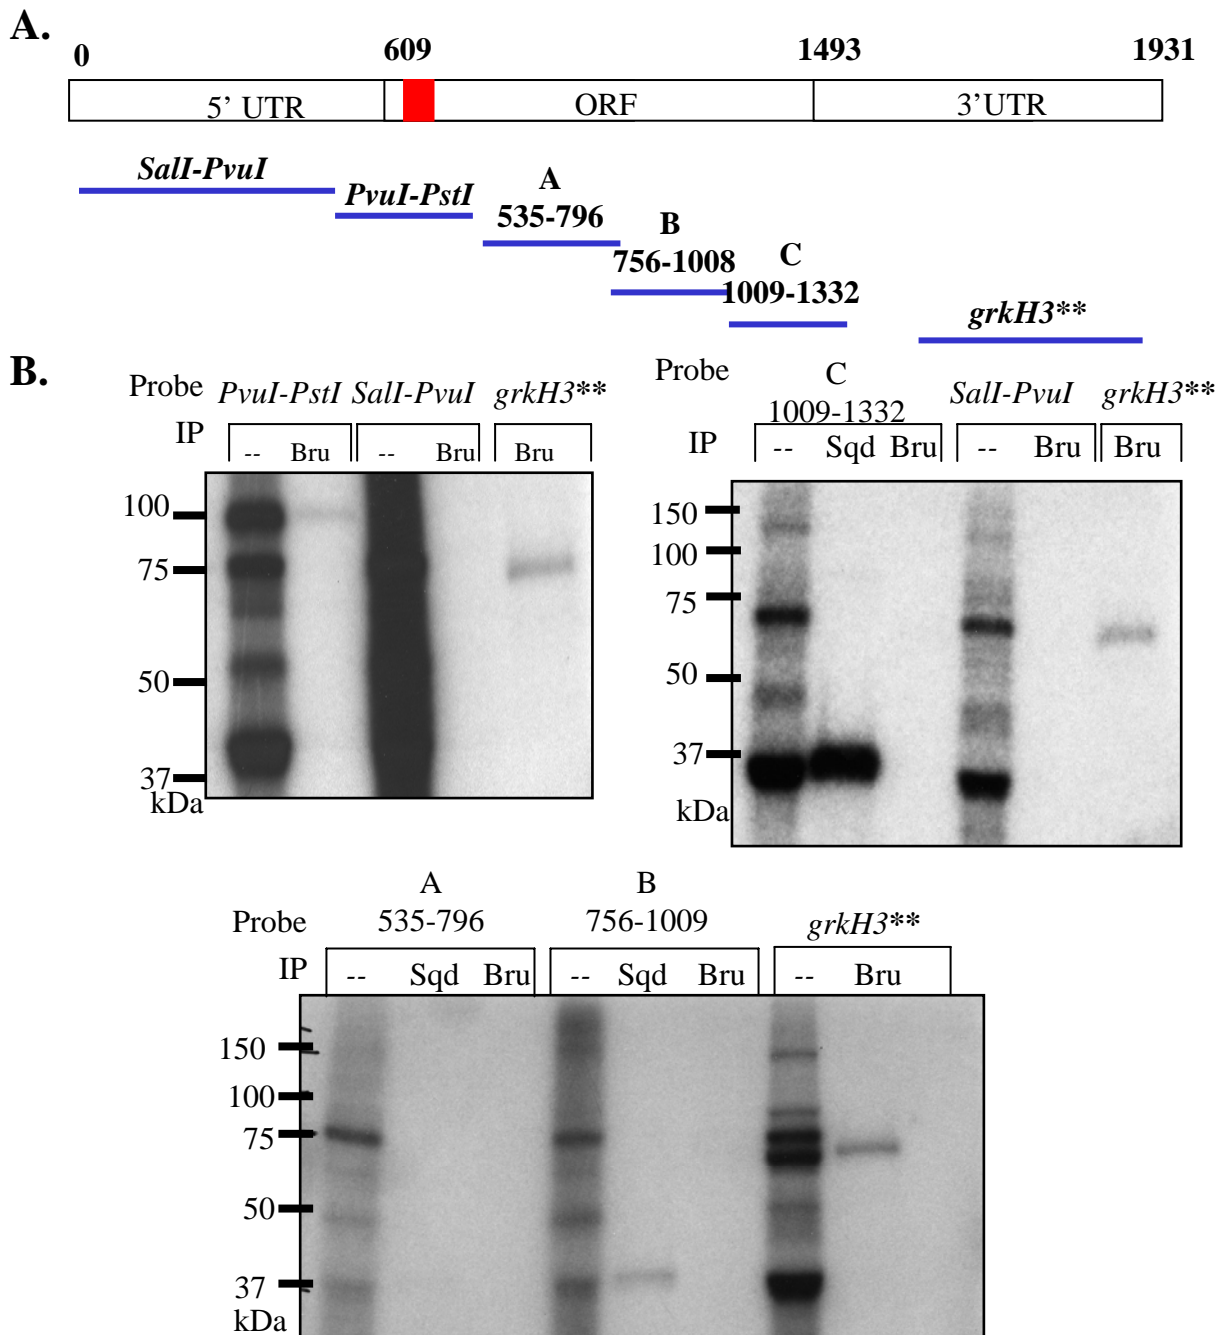 A.
0 609 1493 1931
5’ UTR ORF 3’UTR
SalI-PvuI
PvuI-PstI
A
535-796
B
756-1008
C
1009-1332
grkH3**
B.
Probe PvuI-PstI SalI-PvuI grkH3**
IP -- Bru -- Bru Bru
100
75
50
37
kDa
Probe C SalI-PvuI grkH3**
1009-1332
IP -- Sqd Bru -- Bru Bru
150
100
75
50
37
kDa
A B
Probe 535-796 756-1009 grkH3**
IP -- Sqd Bru -- Sqd Bru -- Bru
150
100
75
50
37
kDa